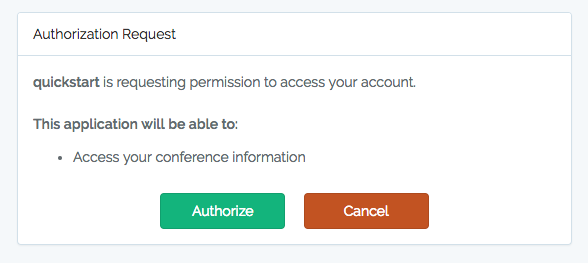 Authorization Request
quickstart is requesting permission to access your account.
This application will be able to:
• Access your conference information
Authorize Cancel